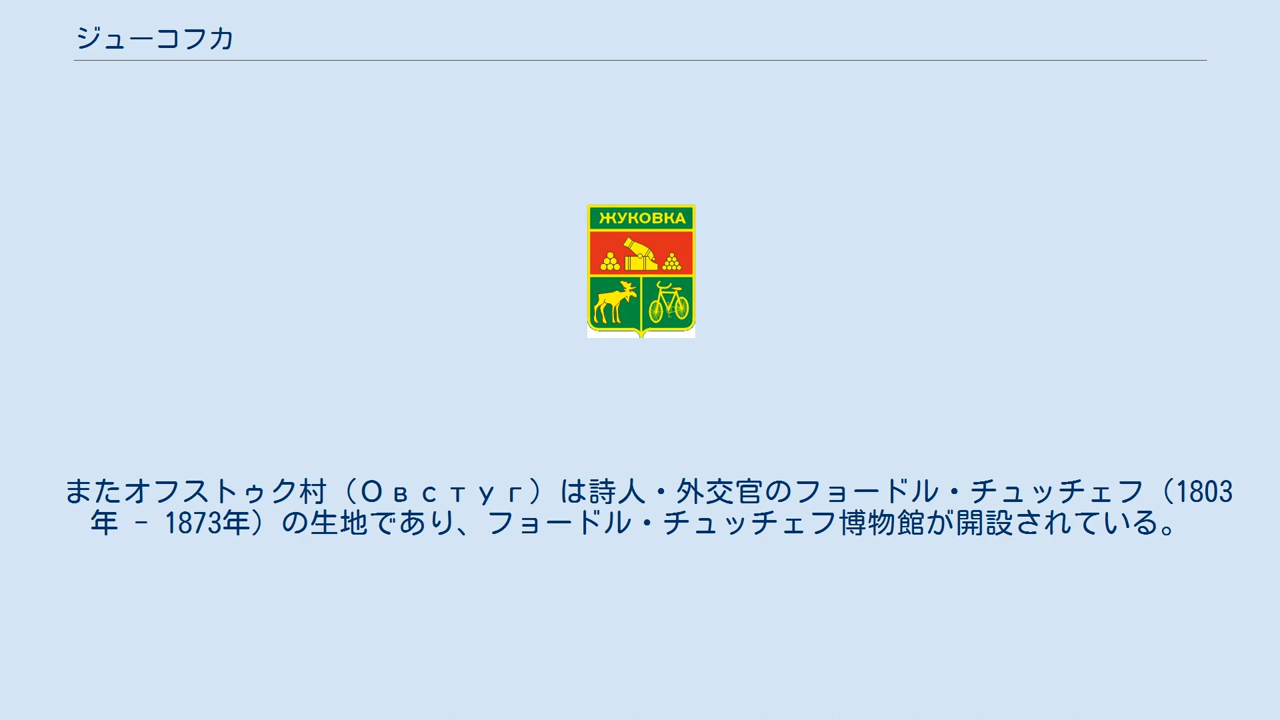 ジューコフカ
ЖУКОВКА
またオフストゥク村（Овстуг）は詩人・外交官のフョードル・チュッチェフ（1803
年 - 1873年）の生地であり、フョードル・チュッチェフ博物館が開設されている。